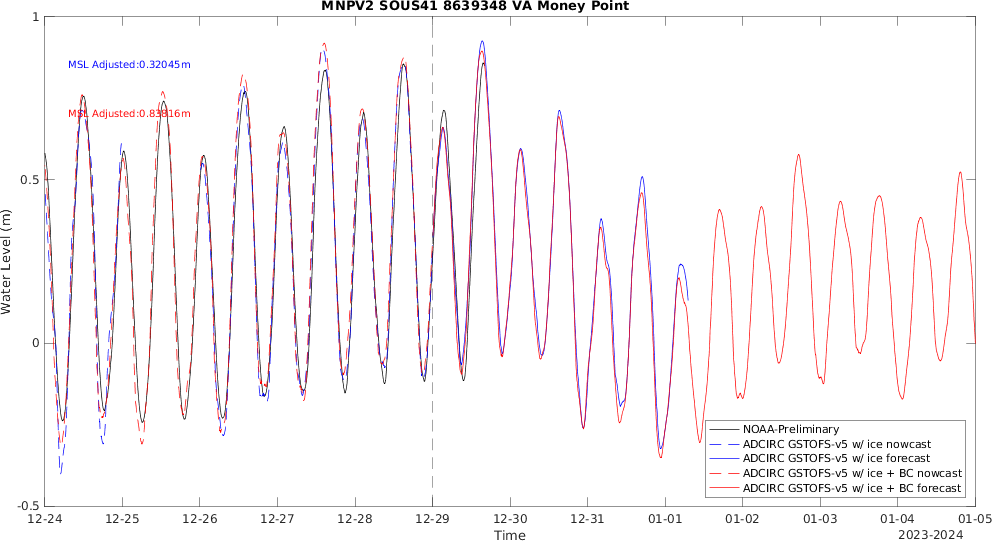 MNPV2 SOUS41 8639348 VA Money Point
1
MSL Adjusted:0.32045m
MSL Adjusted:0.83816m
0.5
Water Level (m)
0
NOAA-Preliminary
ADCIRC GSTOFS-v5 w/ ice nowcast
ADCIRC GSTOFS-v5 w/ ice forecast
ADCIRC GSTOFS-v5 w/ ice + BC nowcast
ADCIRC GSTOFS-v5 w/ ice + BC forecast
-0.5
12-24 12-25 12-26 12-27 12-28 12-29 12-30 12-31 01-01 01-02 01-03 01-04 01-05
Time
2023-2024